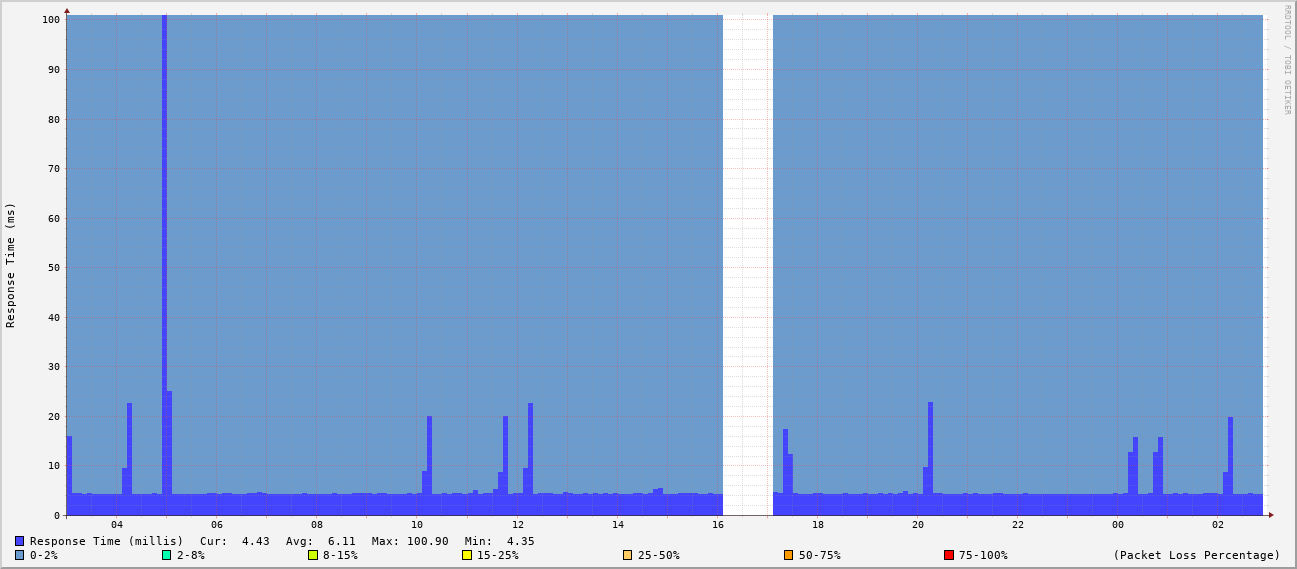 RRDTOOL / TOBI OETIKER
Response Time (ms)
100
90
80
70
60
50
40
30
20
10
0
04 06 08 10 12 14 16 18 20 22 00 02
Response Time (millis) Cur: 4.43 Avg: 6.11 Max: 100.90 Min: 4.35
0-2% 2-8% 8-15% 15-25% 25-50% 50-75% 75-100% (Packet Loss Percentage)